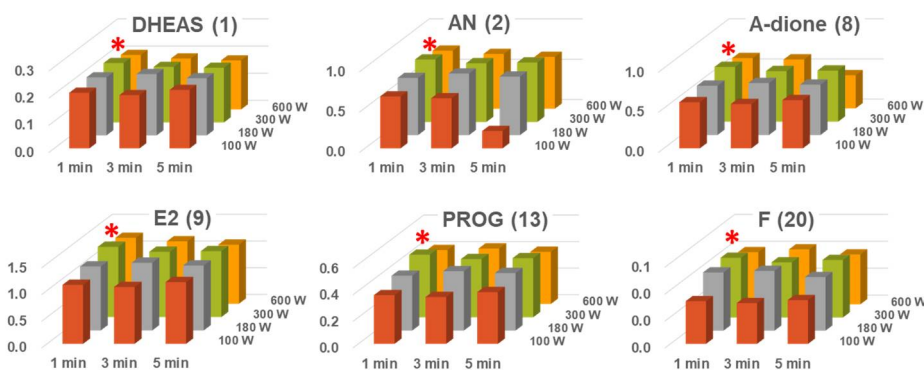 DHEAS (1)
*
0.3
0.2
0.1
0.0
600 W
300 W
180 W
100 W
1 min 3 min 5 min
AN (2)
*
1.0
0.5
0.0
600 W
300 W
180 W
100 W
1 min 3 min 5 min
A-dione (8)
*
1.0
0.5
0.0
600 W
300 W
180 W
100 W
1 min 3 min 5 min
E2 (9)
*
1.5
1.0
0.5
0.0
600 W
300 W
180 W
100 W
1 min 3 min 5 min
PROG (13)
*
0.6
0.4
0.2
0.0
600 W
300 W
180 W
100 W
1 min 3 min 5 min
F (20)
*
0.1
0.0
0.0
0.0
600 W
300 W
180 W
100 W
1 min 3 min 5 min